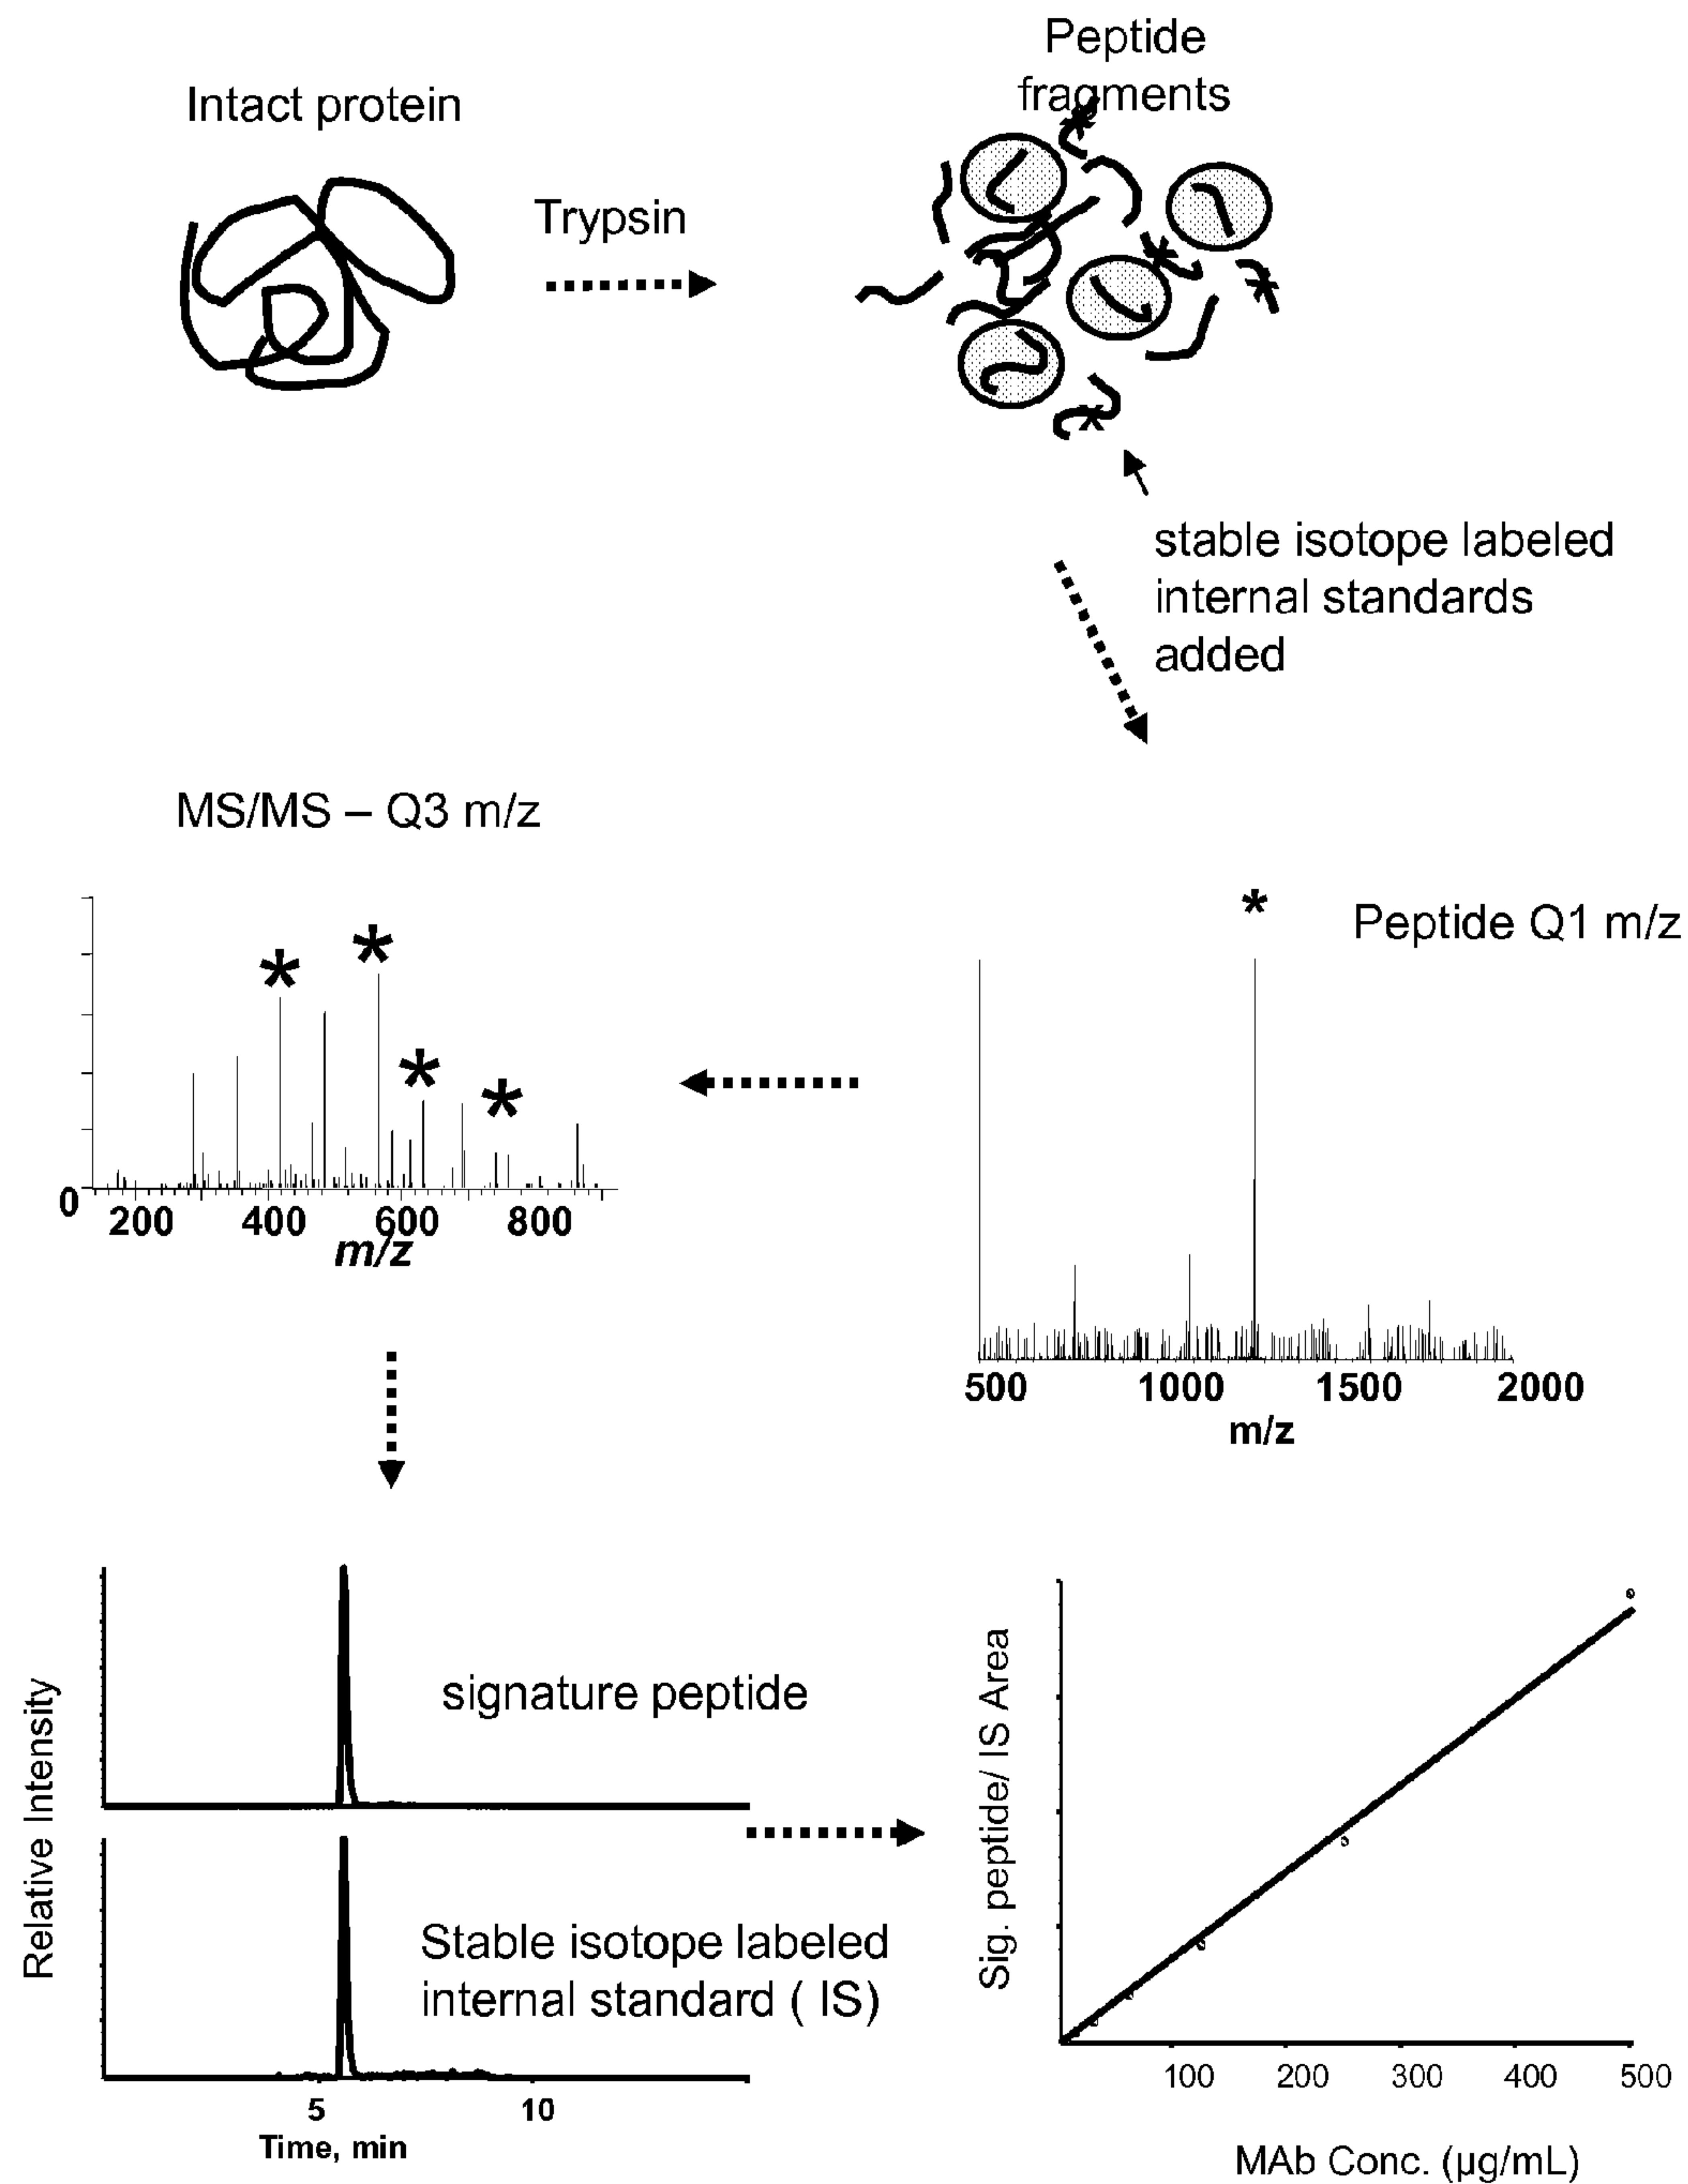 Peptide
fragments
Intact protein
Trypsin
stable isotope labeled
internal standards
added
MS/MS – Q3 m/z
*
Peptide Q1 m/z
* * * *
0 200 400 600 800
m/z
500 1000 1500 2000
m/z
Relative Intensity
signature peptide
Stable isotope labeled
internal standard ( IS)
5 10
Time, min
Sig. peptide/ IS Area
100 200 300 400 500
MAb Conc. (µg/mL)